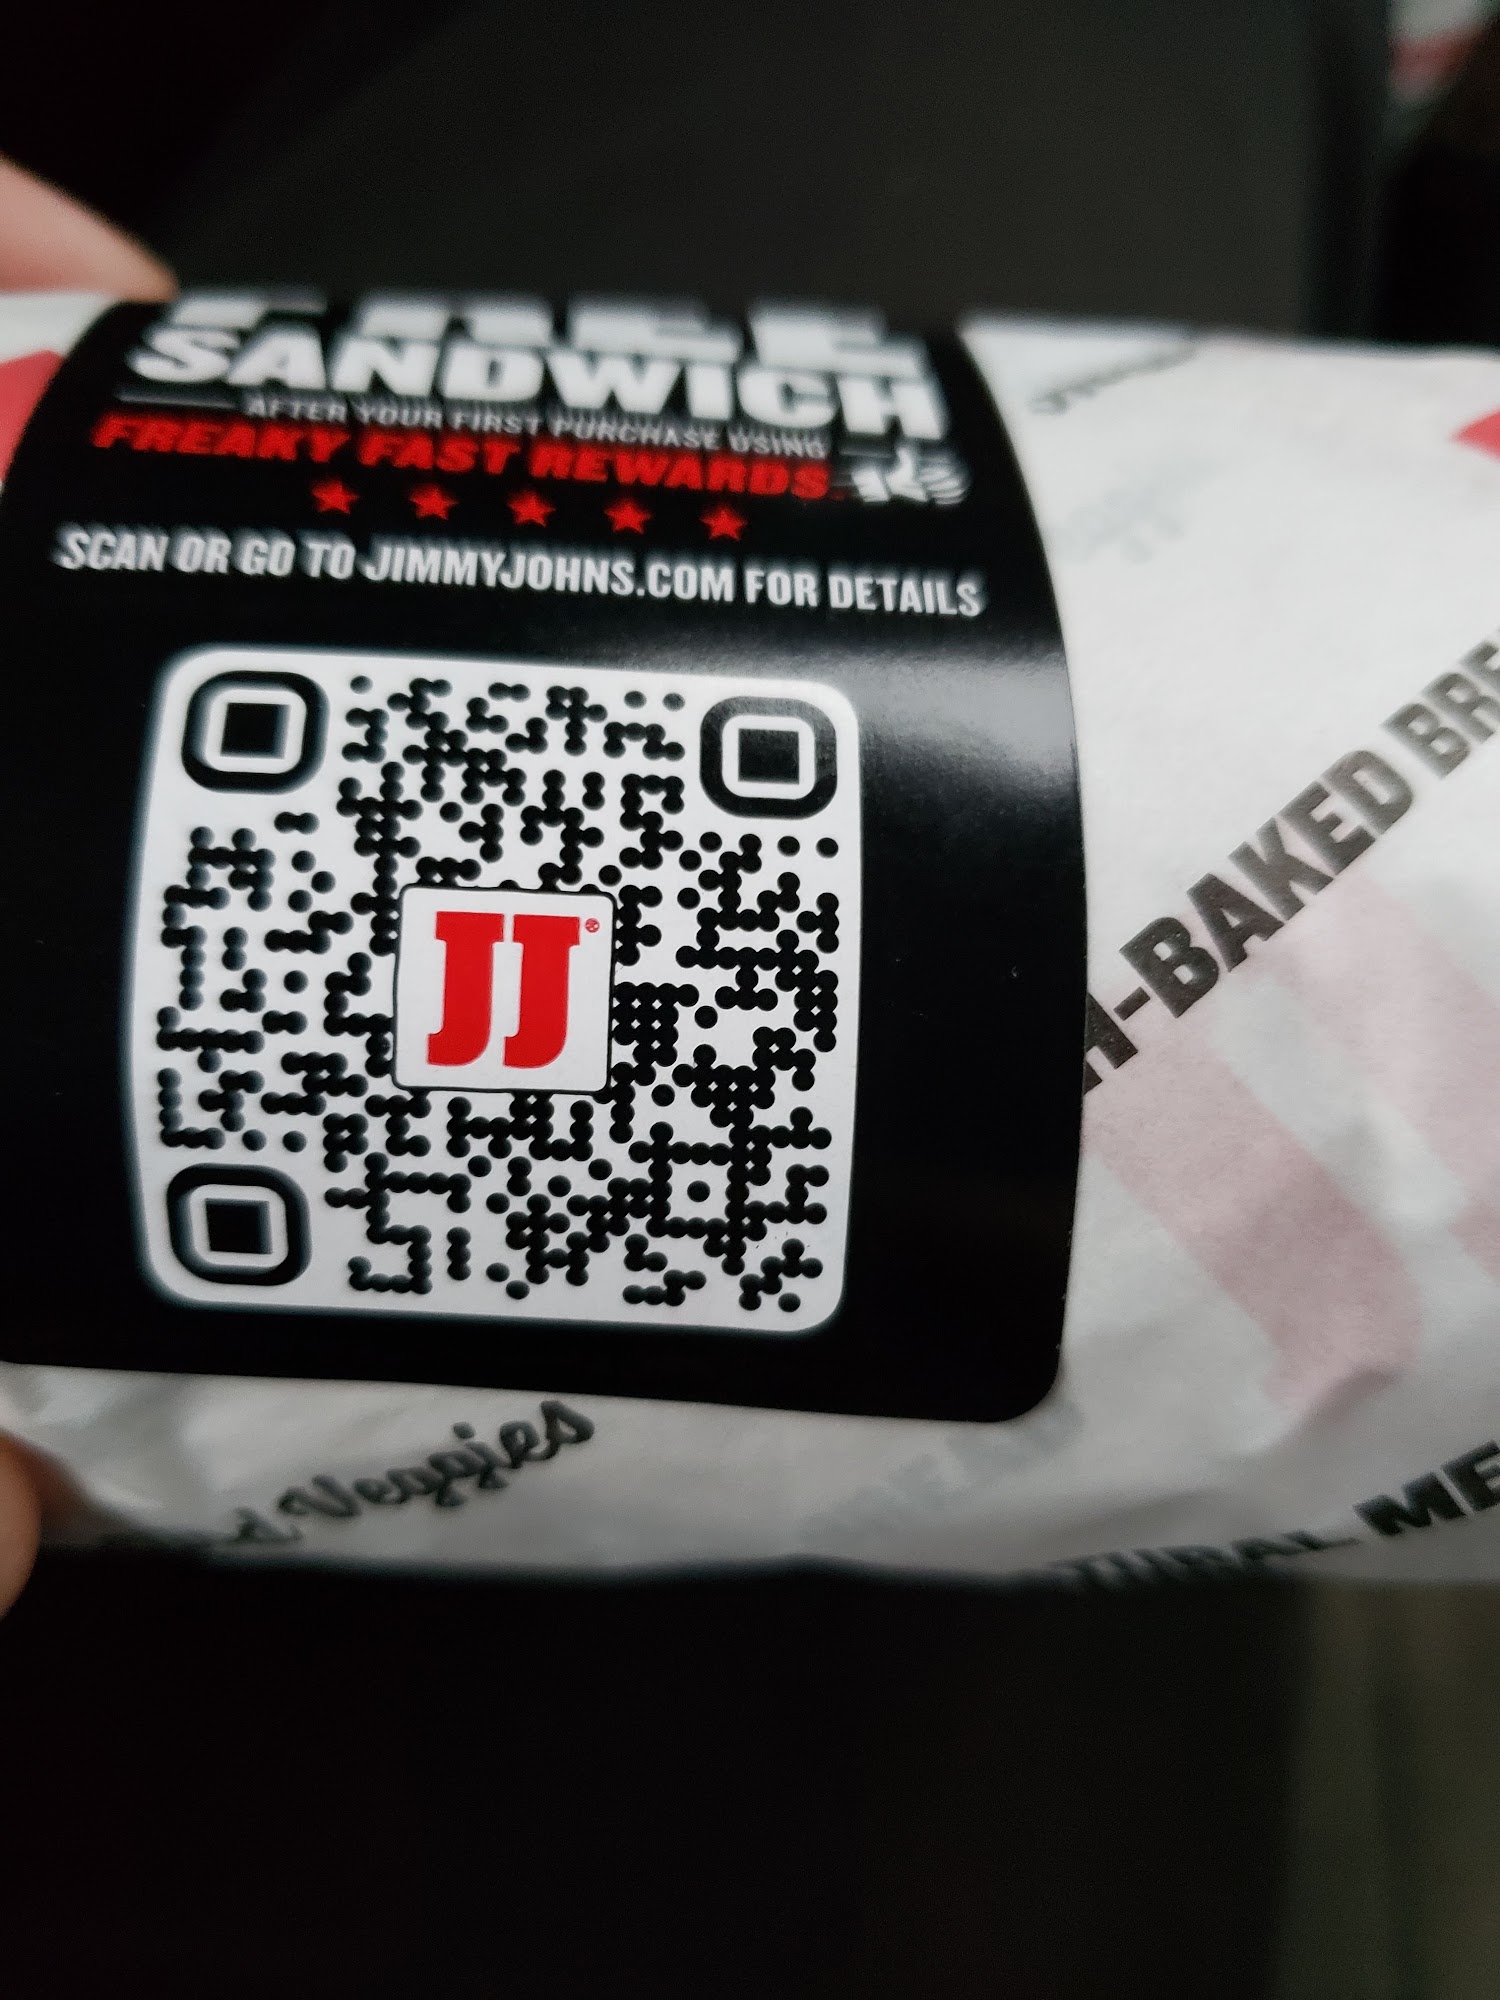 FREE
SANDWICH
AFTER YOUR FIRST PURCHASE USING
FREAKY FAST REWARDS
SCAN OR GO TO JIMMYJOHNS.COM FOR DETAILS
JJ®
-BAKED
Veggies